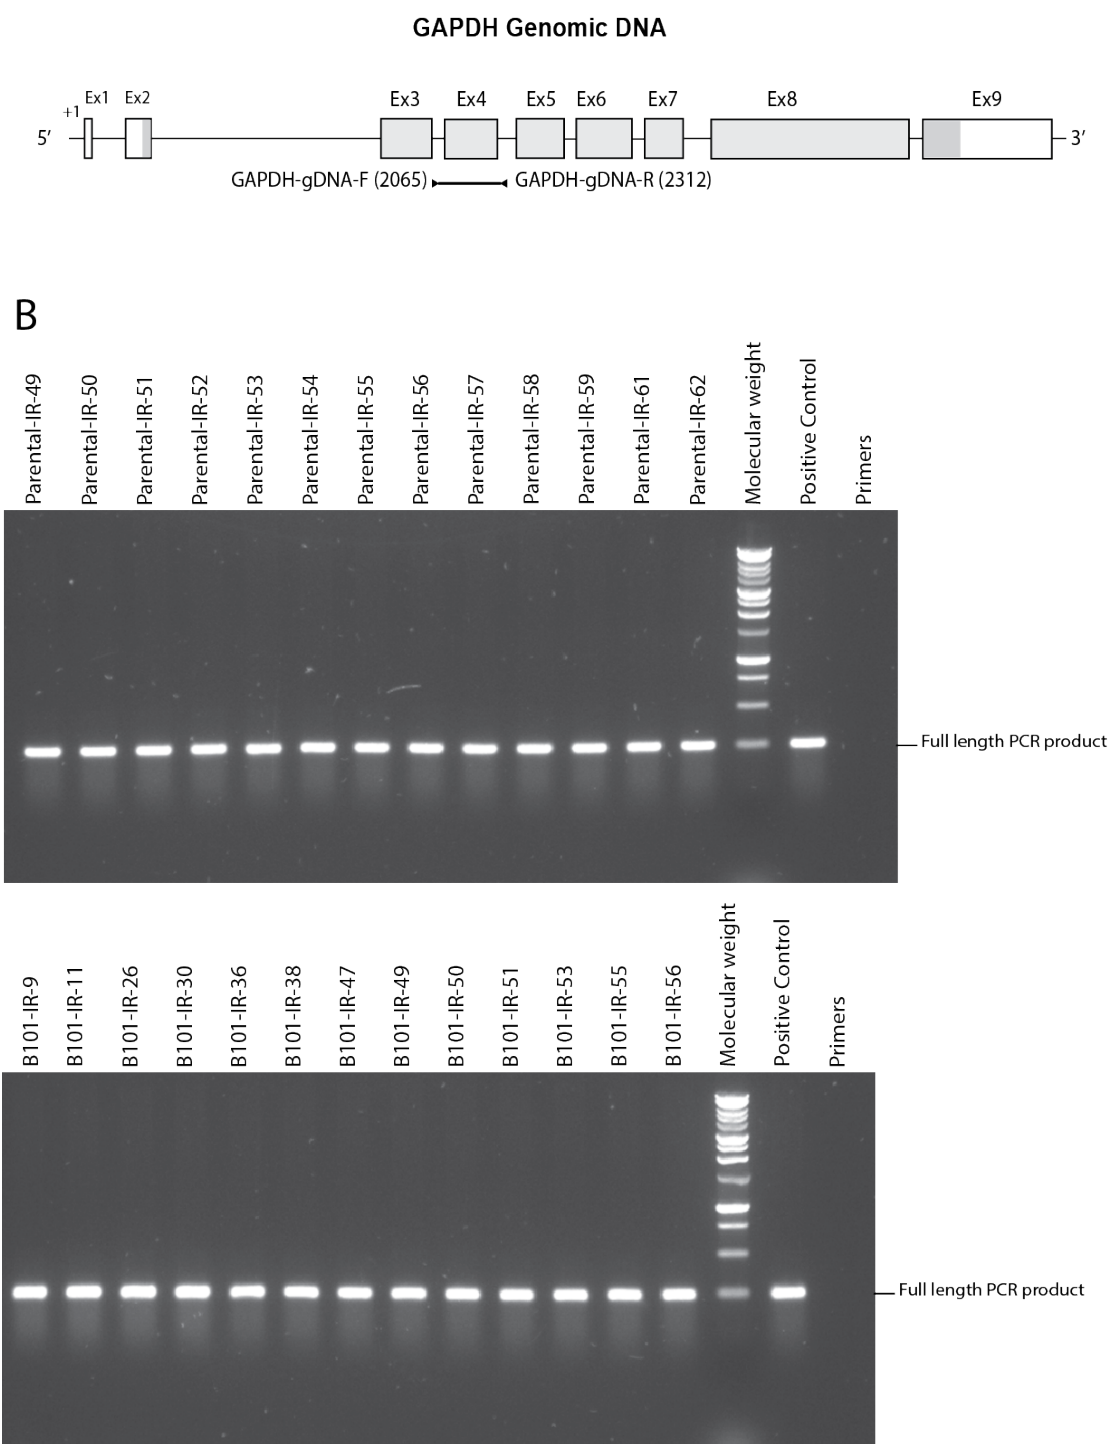 GAPDH Genomic DNA
+1 Ex1 Ex2 Ex3 Ex4 Ex5 Ex6 Ex7 Ex8 Ex9
5′ 3′
GAPDH-gDNA-F (2065) GAPDH-gDNA-R (2312)
B
Parental-IR-49
Parental-IR-50
Parental-IR-51
Parental-IR-52
Parental-IR-53
Parental-IR-54
Parental-IR-55
Parental-IR-56
Parental-IR-57
Parental-IR-58
Parental-IR-59
Parental-IR-61
Parental-IR-62
Molecular weight
Positive Control
Primers
Full length PCR product
B101-IR-9
B101-IR-11
B101-IR-26
B101-IR-30
B101-IR-36
B101-IR-38
B101-IR-47
B101-IR-49
B101-IR-50
B101-IR-51
B101-IR-53
B101-IR-55
B101-IR-56
Molecular weight
Positive Control
Primers
Full length PCR product